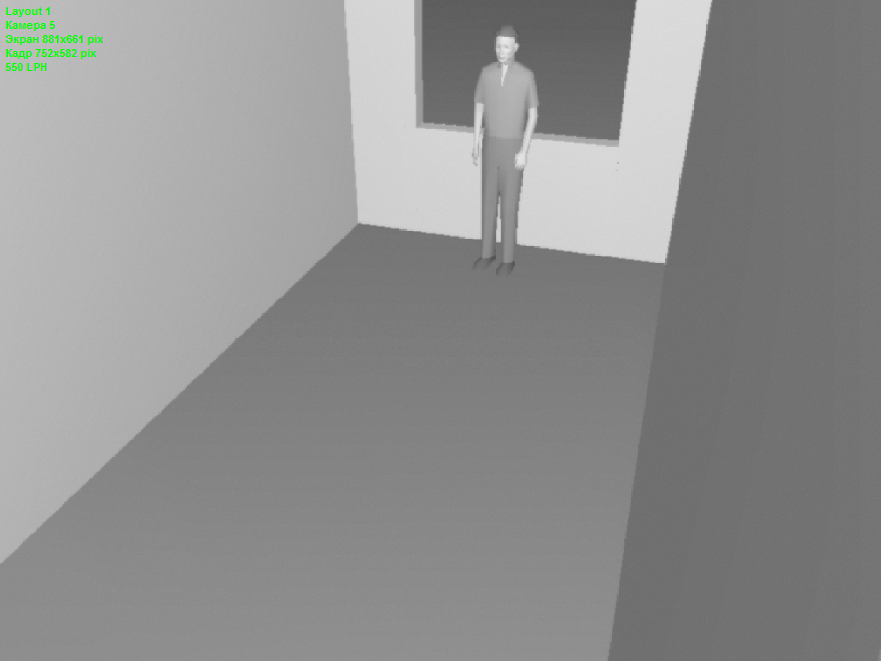 Layout 1
Камера 5
Экран 881x661 pix
Кадр 752x582 pix
550 LPH